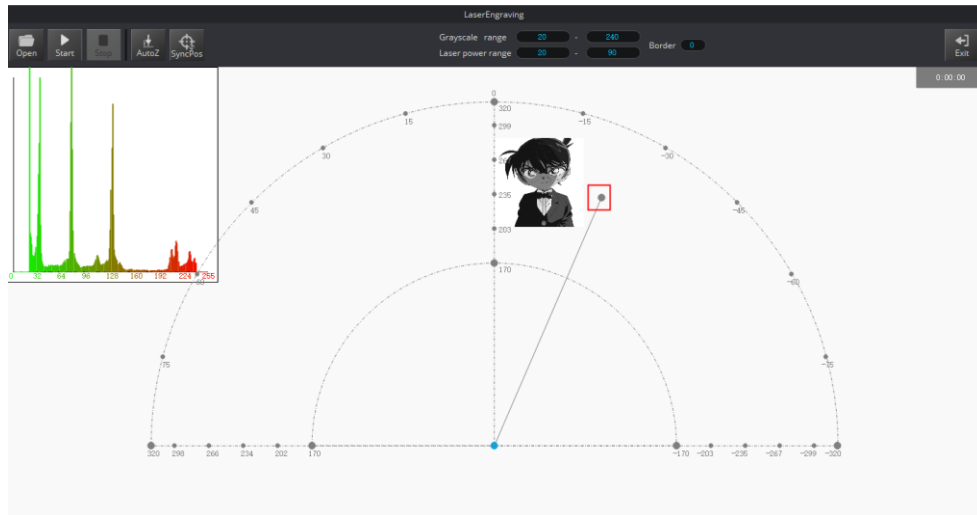 LaserEngraving
Open Start Stop AutoZ SyncPos
Grayscale range 20 - 240
Laser power range 20 - 90
Border 0
Exit
0:00:00
0 32 64 96 128 160 192 224 255
0
320
15
-15
299
30
-30
235
45
-45
203
170
-60
75
-75
320 298 266 234 202 170
-170 -203 -235 -267 -299 -320